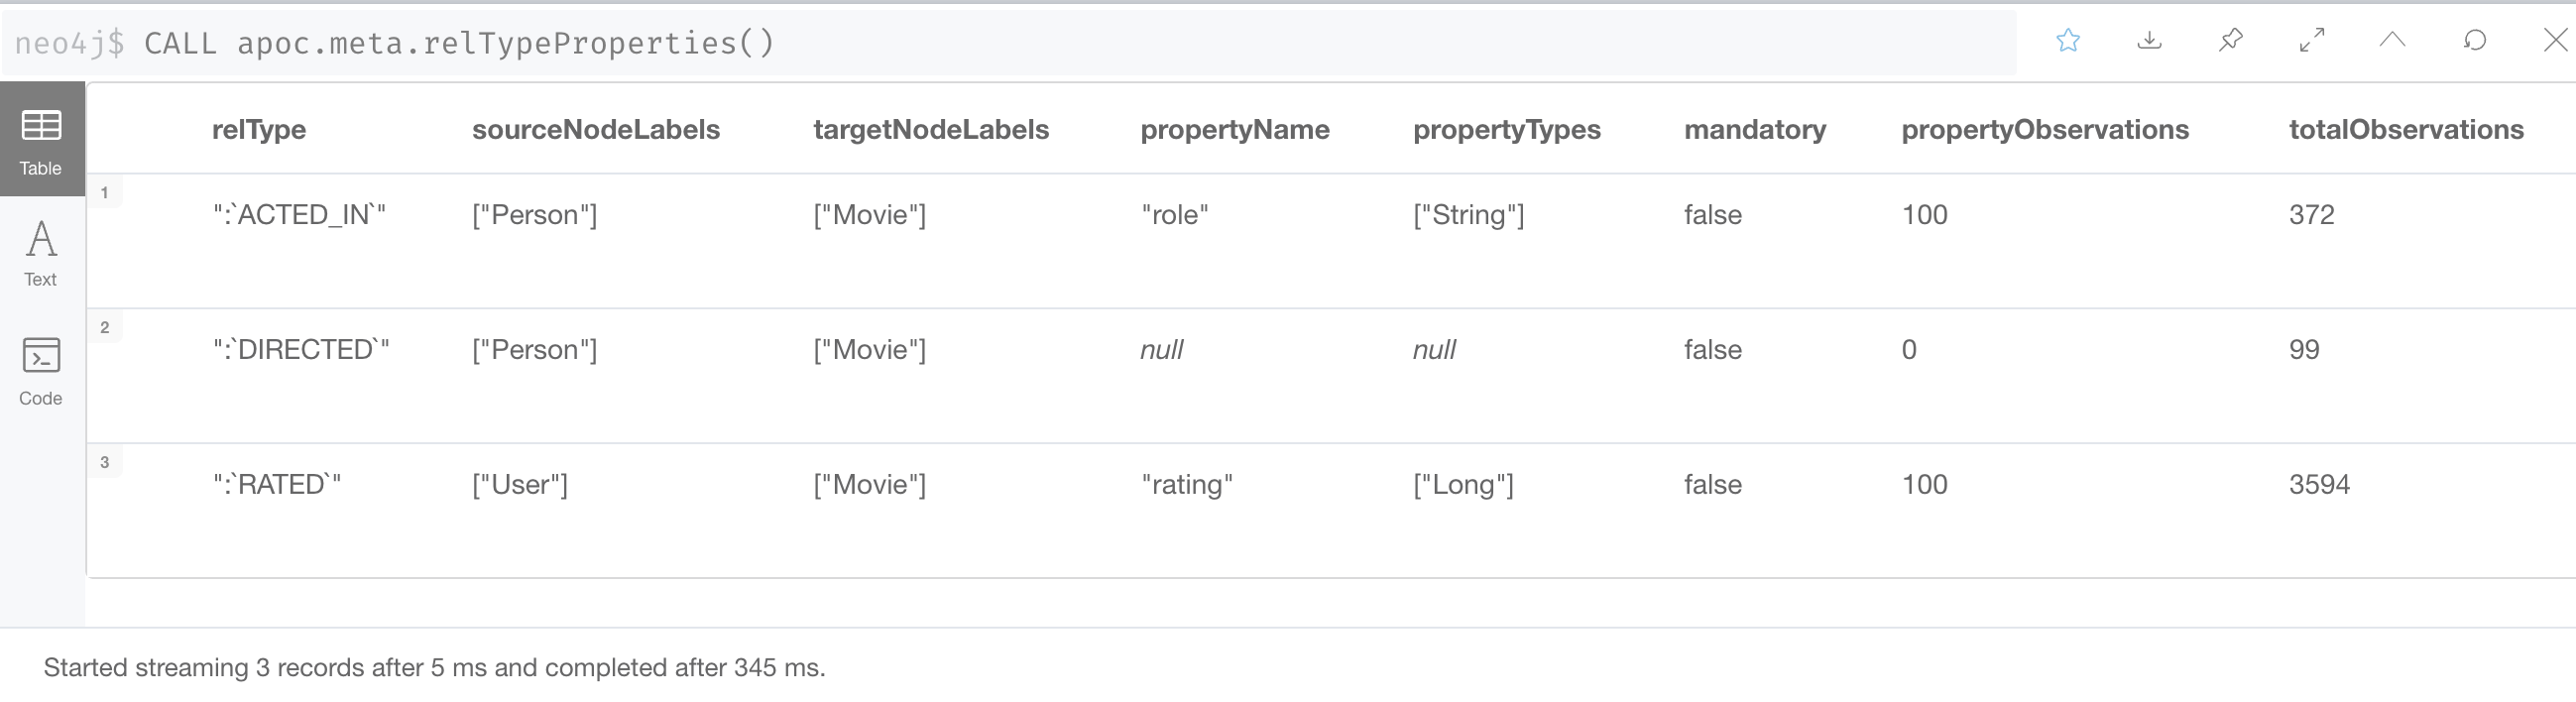 neo4j$ CALL apoc.meta.relTypeProperties()
Table
Text
Code
relType sourceNodeLabels targetNodeLabels propertyName propertyTypes mandatory propertyObservations totalObservations
1
":`ACTED_IN`" ["Person"] ["Movie"] "role" ["String"] false 100 372
2
":`DIRECTED`" ["Person"] ["Movie"] null null false 0 99
3
":`RATED`" ["User"] ["Movie"] "rating" ["Long"] false 100 3594
Started streaming 3 records after 5 ms and completed after 345 ms.